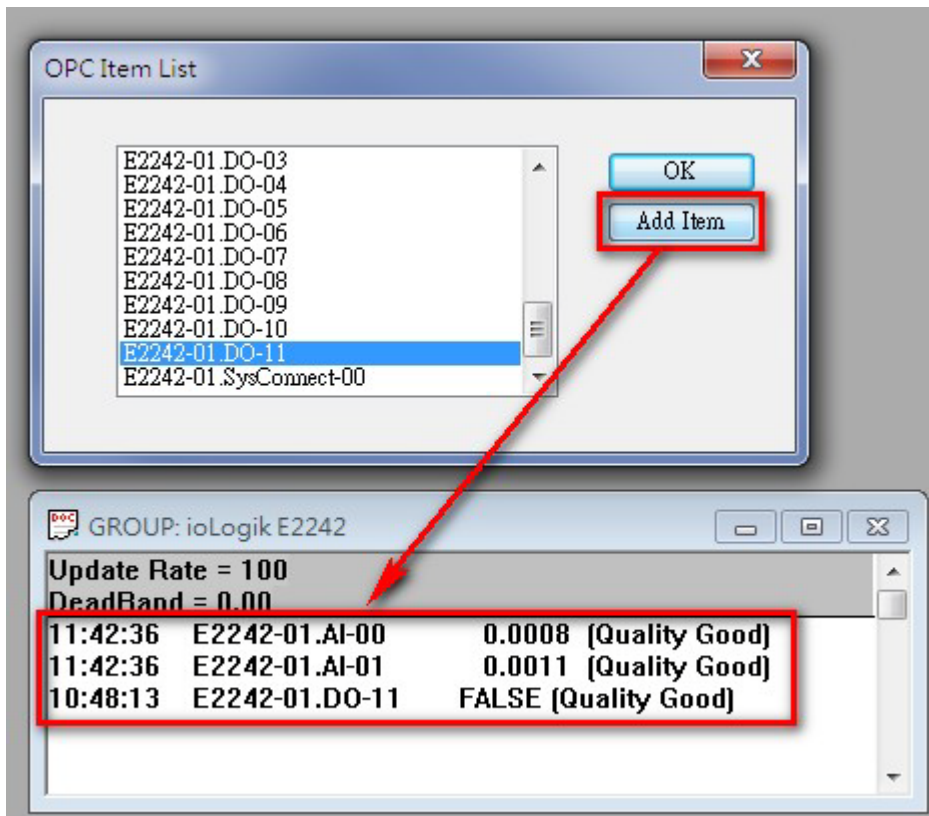 OPC Item List
E2242-01.DO-03
E2242-01.DO-04
E2242-01.DO-05
E2242-01.DO-06
E2242-01.DO-07
E2242-01.DO-08
E2242-01.DO-09
E2242-01.DO-10
E2242-01.DO-11
E2242-01.SysConnect-00
OK
Add Item
GROUP: ioLogik E2242
Update Rate = 100
DeadBand = 0.00
11:42:36 E2242-01.AI-00 0.0008 (Quality Good)
11:42:36 E2242-01.AI-01 0.0011 (Quality Good)
10:48:13 E2242-01.DO-11 FALSE (Quality Good)